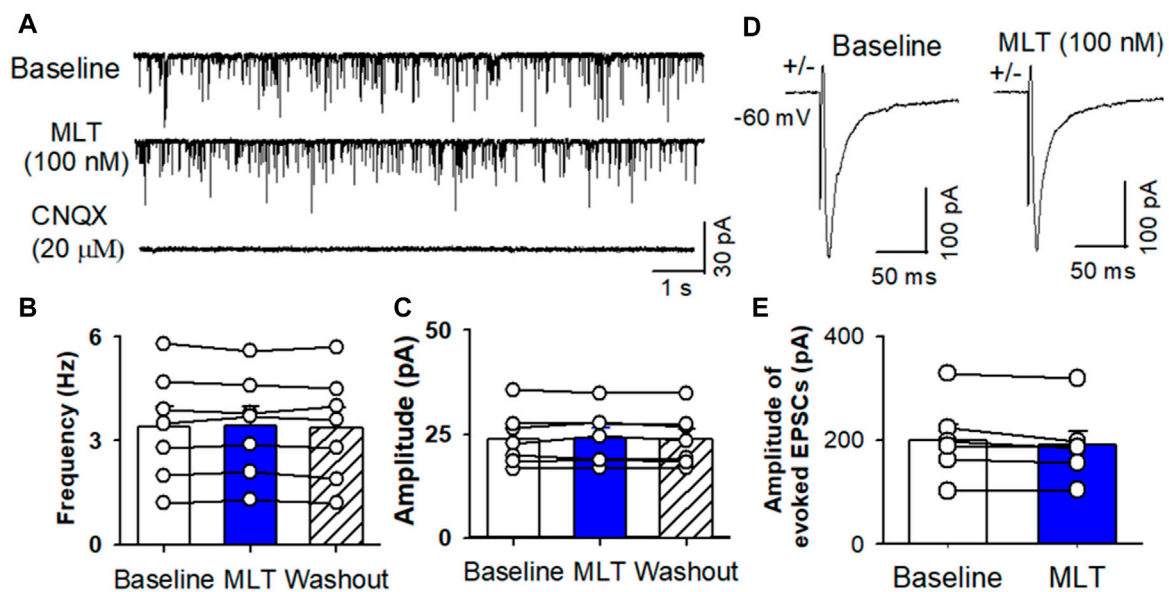 A
Baseline
MLT
(100 nM)
CNQX
(20 μM)
30 pA
1 s
D
Baseline
MLT (100 nM)
+/-
+/-
-60 mV
100 pA
100 pA
50 ms
50 ms
B
Frequency (Hz)
6
3
0
Baseline MLT Washout
C
Amplitude (pA)
50
25
0
Baseline MLT Washout
E
Amplitude of
evoked EPSCs (pA)
400
200
0
Baseline MLT